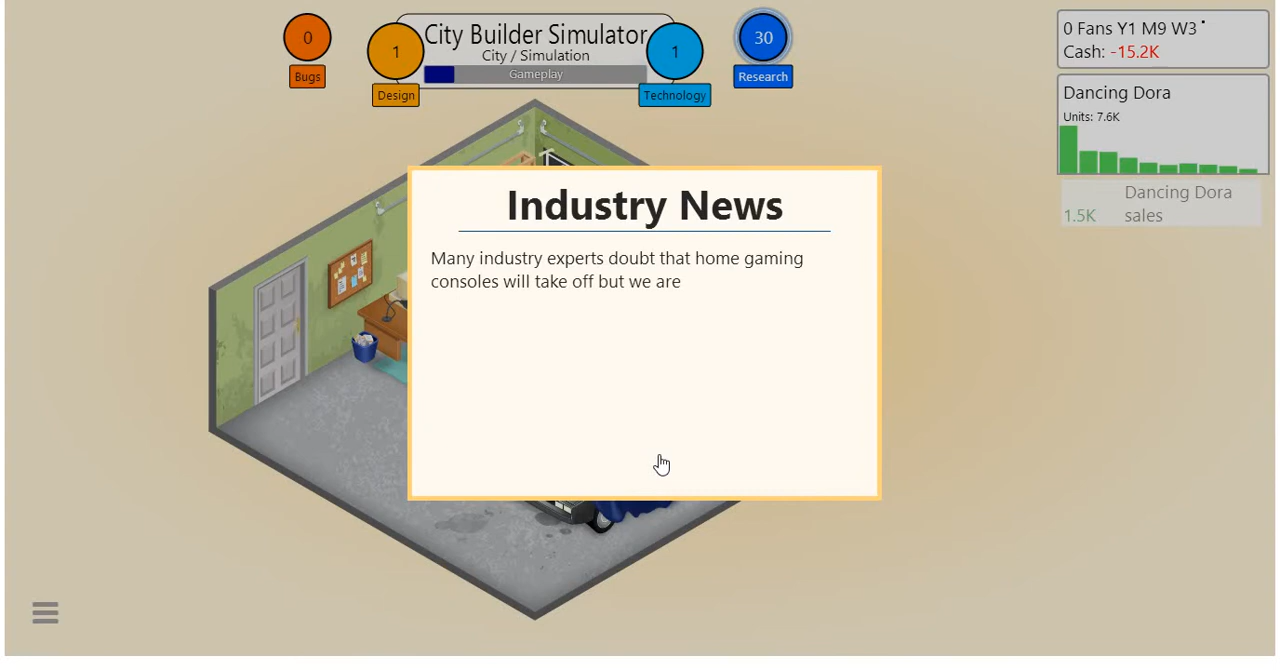 0
Bugs
1
Design
City Builder Simulator
City / Simulation
Gameplay
1
Technology
30
Research
0 Fans Y1 M9 W3
Cash: -15.2K
Dancing Dora
Units: 7.6K
1.5K
Dancing Dora
sales
Industry News
Many industry experts doubt that home gaming
consoles will take off but we are